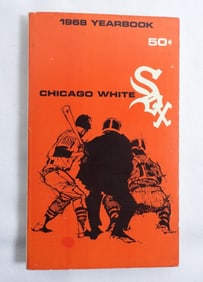 1968 YEARBOOK
50¢
CHICAGO WHITE SOX